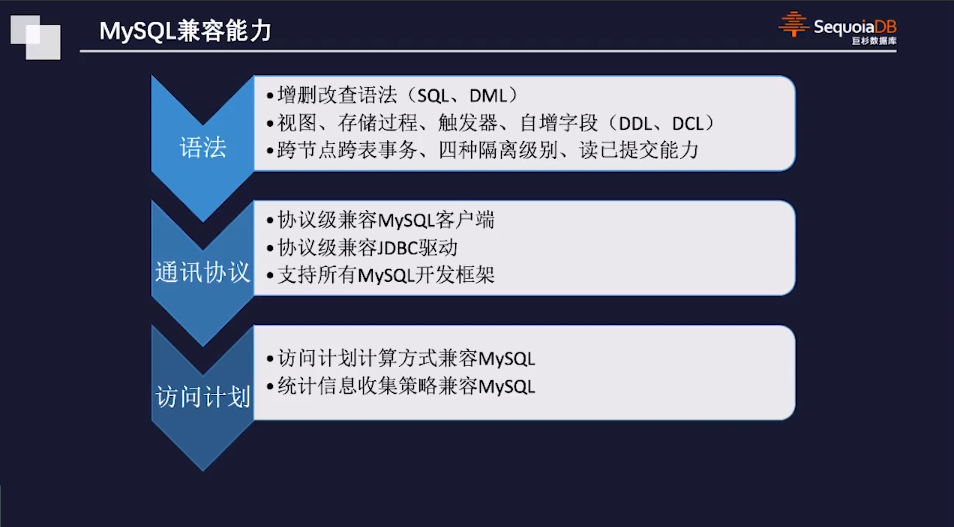 MySQL兼容能力
SequoiaDB
巨杉数据库
语法
•增删改查语法（SQL、DML）
•视图、存储过程、触发器、自增字段（DDL、DCL）
•跨节点跨表事务、四种隔离级别、读已提交能力
通讯协议
•协议级兼容MySQL客户端
•协议级兼容JDBC驱动
•支持所有MySQL开发框架
访问计划
•访问计划计算方式兼容MySQL
•统计信息收集策略兼容MySQL